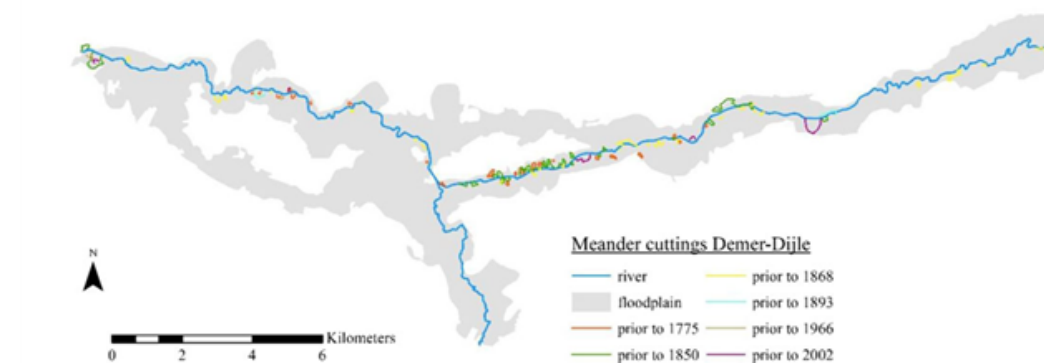 N
Kilometers
0 2 4 6
Meander cuttings Demer-Dijle
river
floodplain
prior to 1775
prior to 1850
prior to 1868
prior to 1893
prior to 1966
prior to 2002